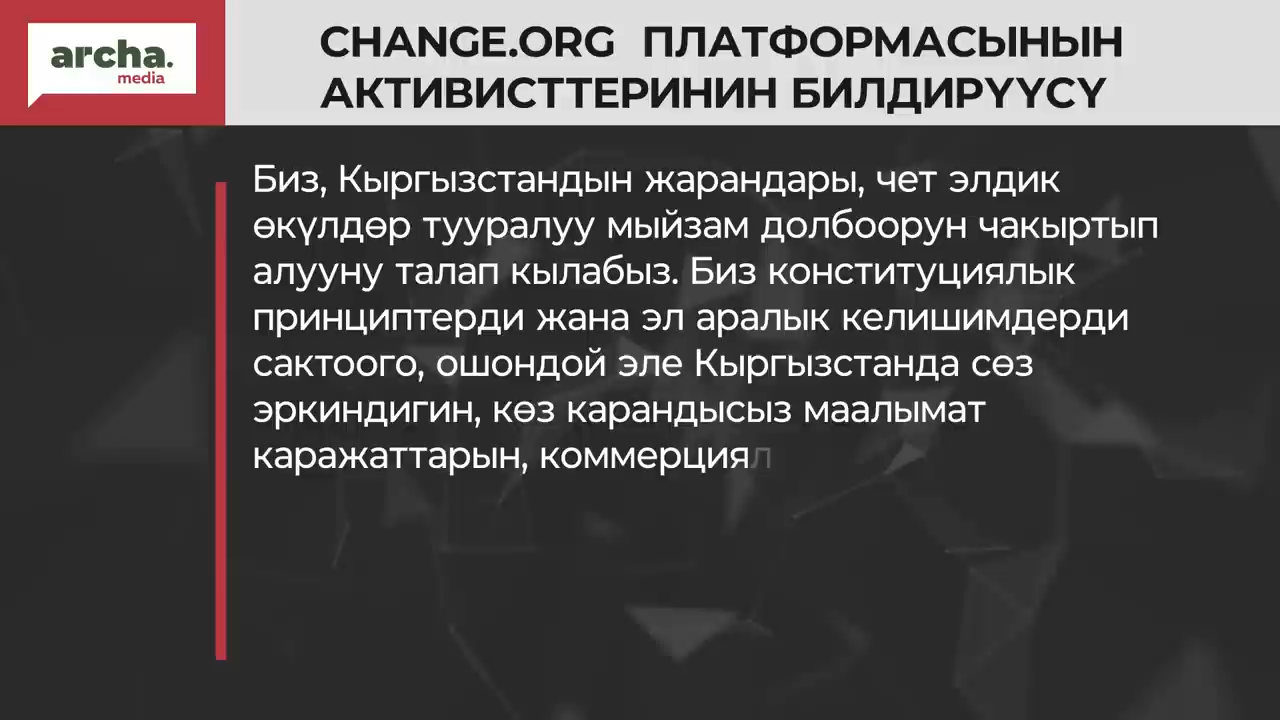 archa.
media
CHANGE.ORG ПЛАТФОРМАСЫНЫН
АКТИВИСТТЕРИНИН БИЛДИРҮҮСҮ
Биз, Кыргызстандын жарандары, чет элдик
өкүлдөр тууралуу мыйзам долбоорун чакыртып
алууну талап кылабыз. Биз конституциялык
принциптерди жана эл аралык келишимдерди
сактоого, ошондой эле Кыргызстанда сөз
эркиндигин, көз карандысыз маалымат
каражаттарын, коммерциял